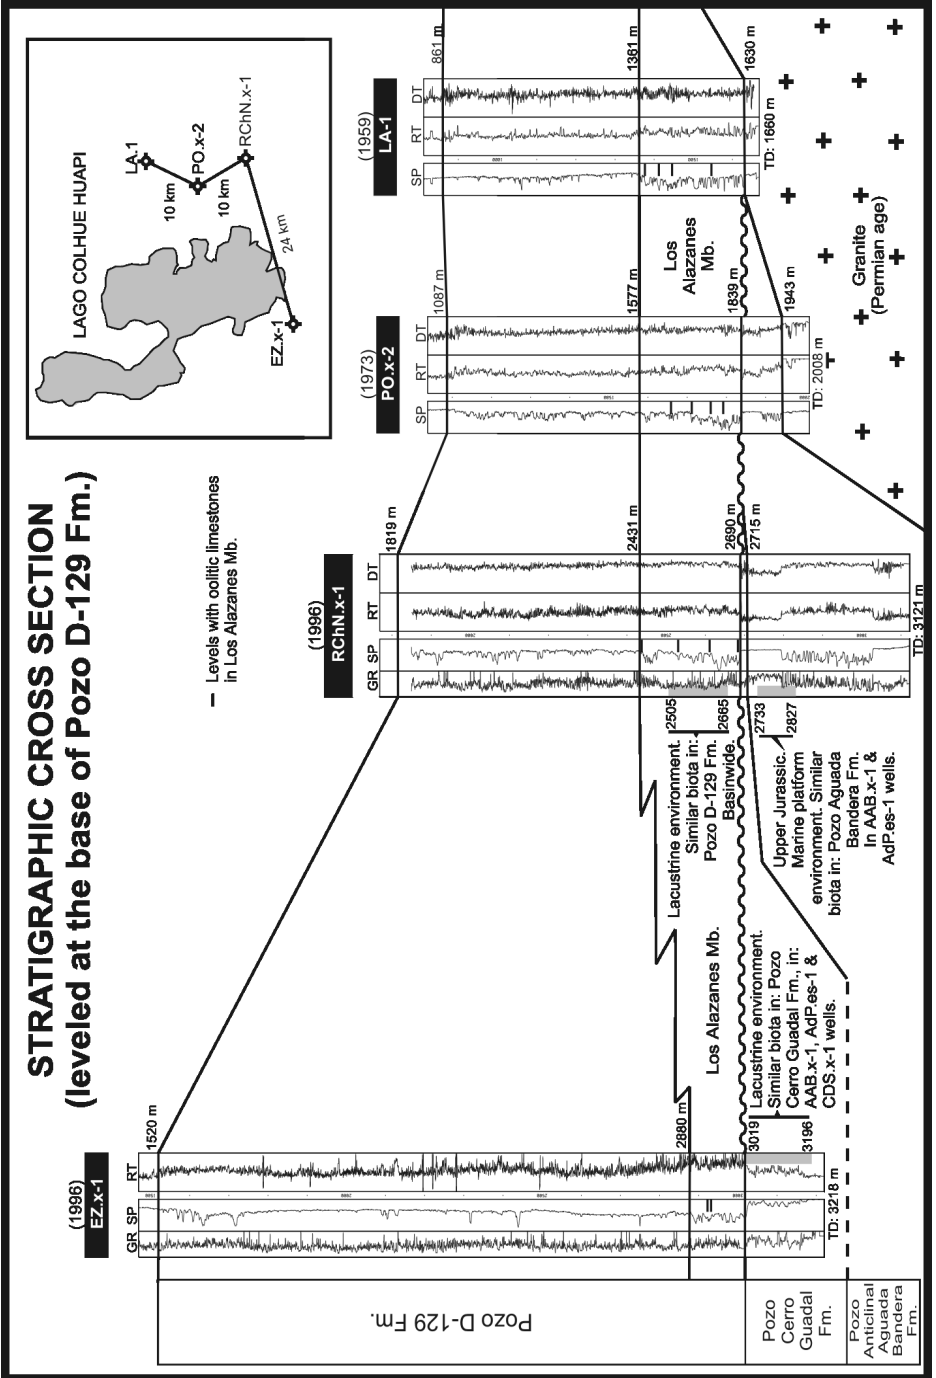 STRATIGRAPHIC CROSS SECTION
(leveled at the base of Pozo D-129 Fm.)
LAGO COLHUE HUAPI
LA.1
10 km
PO.x-2
10 km
RChN.x-1
24 km
EZ.x-1
Levels with oolitic limestones
in Los Alazanes Mb.
(1996)
EZ.x-1
GR SP
RT
1520 m
2880 m
3019
3196
TD: 3218 m
Lacustrine environment.
Similar biota in: Pozo
Cerro Guadal Fm., in:
AAB.x-1, AdP.es-1 &
CDS.x-1 wells.
Los Alazanes Mb.
(1996)
RChN.x-1
GR SP
RT
DT
1819 m
2431 m
2690 m
2715 m
2505
2665
2733
2827
TD: 3121 m
Lacustrine environment.
Similar biota in:
Pozo D-129 Fm.
Basinwide.
Upper Jurassic.
Marine platform
environment. Similar
biota in: Pozo Aguada
Bandera Fm.
In AAB.x-1 &
AdP.es-1 wells.
(1973)
PO.x-2
SP
RT
DT
1087 m
1577 m
1839 m
1943 m
TD: 2008 m
Los
Alazanes
Mb.
(1959)
LA-1
SP
RT
DT
861 m
1361 m
1630 m
TD: 1660 m
Granite
(Permian age)
Pozo D-129 Fm.
Pozo
Cerro
Guadal
Fm.
Pozo
Anticlinal
Aguada
Bandera
Fm.